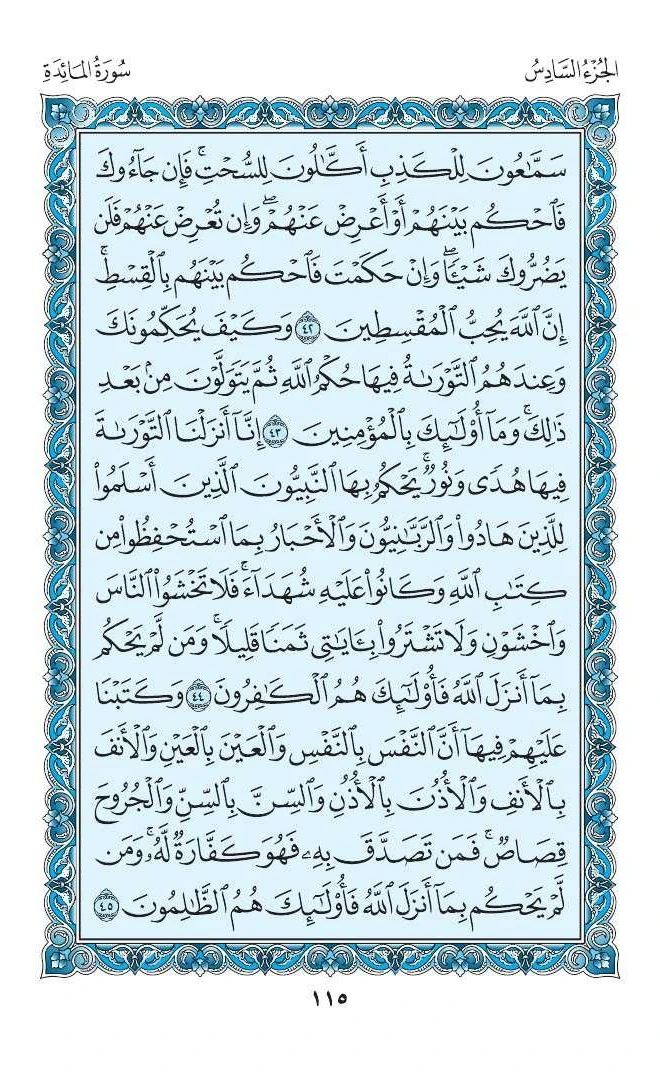 الجُزْءُ السَّادِسُ
سُورَةُ المَائِدَةِ
سَمَّٰعُونَ لِلْكَذِبِ أَكَّٰلُونَ لِلسُّحْتِۚ فَإِن جَآءُوكَ
فَٱحْكُم بَيْنَهُمْ أَوْ أَعْرِضْ عَنْهُمْۖ وَإِن تُعْرِضْ عَنْهُمْ فَلَن
يَضُرُّوكَ شَيْـًٔاۖ وَإِنْ حَكَمْتَ فَٱحْكُم بَيْنَهُم بِٱلْقِسْطِۚ
إِنَّ ٱللَّهَ يُحِبُّ ٱلْمُقْسِطِينَ ٤٢ وَكَيْفَ يُحَكِّمُونَكَ
وَعِندَهُمُ ٱلتَّوْرَىٰةُ فِيهَا حُكْمُ ٱللَّهِ ثُمَّ يَتَوَلَّوْنَ مِنۢ بَعْدِ
ذَٰلِكَۚ وَمَآ أُو۟لَٰٓئِكَ بِٱلْمُؤْمِنِينَ ٤٣ إِنَّآ أَنزَلْنَا ٱلتَّوْرَىٰةَ
فِيهَا هُدًى وَنُورٌۚ يَحْكُمُ بِهَا ٱلنَّبِيُّونَ ٱلَّذِينَ أَسْلَمُوا۟
لِلَّذِينَ هَادُوا۟ وَٱلرَّبَّٰنِيُّونَ وَٱلْأَحْبَارُ بِمَا ٱسْتُحْفِظُوا۟ مِن
كِتَٰبِ ٱللَّهِ وَكَانُوا۟ عَلَيْهِ شُهَدَآءَۚ فَلَا تَخْشَوُا۟ ٱلنَّاسَ
وَٱخْشَوْنِ وَلَا تَشْتَرُوا۟ بِـَٔايَٰتِى ثَمَنًا قَلِيلًاۚ وَمَن لَّمْ يَحْكُم
بِمَآ أَنزَلَ ٱللَّهُ فَأُو۟لَٰٓئِكَ هُمُ ٱلْكَٰفِرُونَ ٤٤ وَكَتَبْنَا
عَلَيْهِمْ فِيهَآ أَنَّ ٱلنَّفْسَ بِٱلنَّفْسِ وَٱلْعَيْنَ بِٱلْعَيْنِ وَٱلْأَنفَ
بِٱلْأَنفِ وَٱلْأُذُنَ بِٱلْأُذُنِ وَٱلسِّنَّ بِٱلسِّنِّ وَٱلْجُرُوحَ
قِصَاصٌۚ فَمَن تَصَدَّقَ بِهِۦ فَهُوَ كَفَّارَةٌ لَّهُۥۚ وَمَن
لَّمْ يَحْكُم بِمَآ أَنزَلَ ٱللَّهُ فَأُو۟لَٰٓئِكَ هُمُ ٱلظَّٰلِمُونَ ٤٥
١١٥